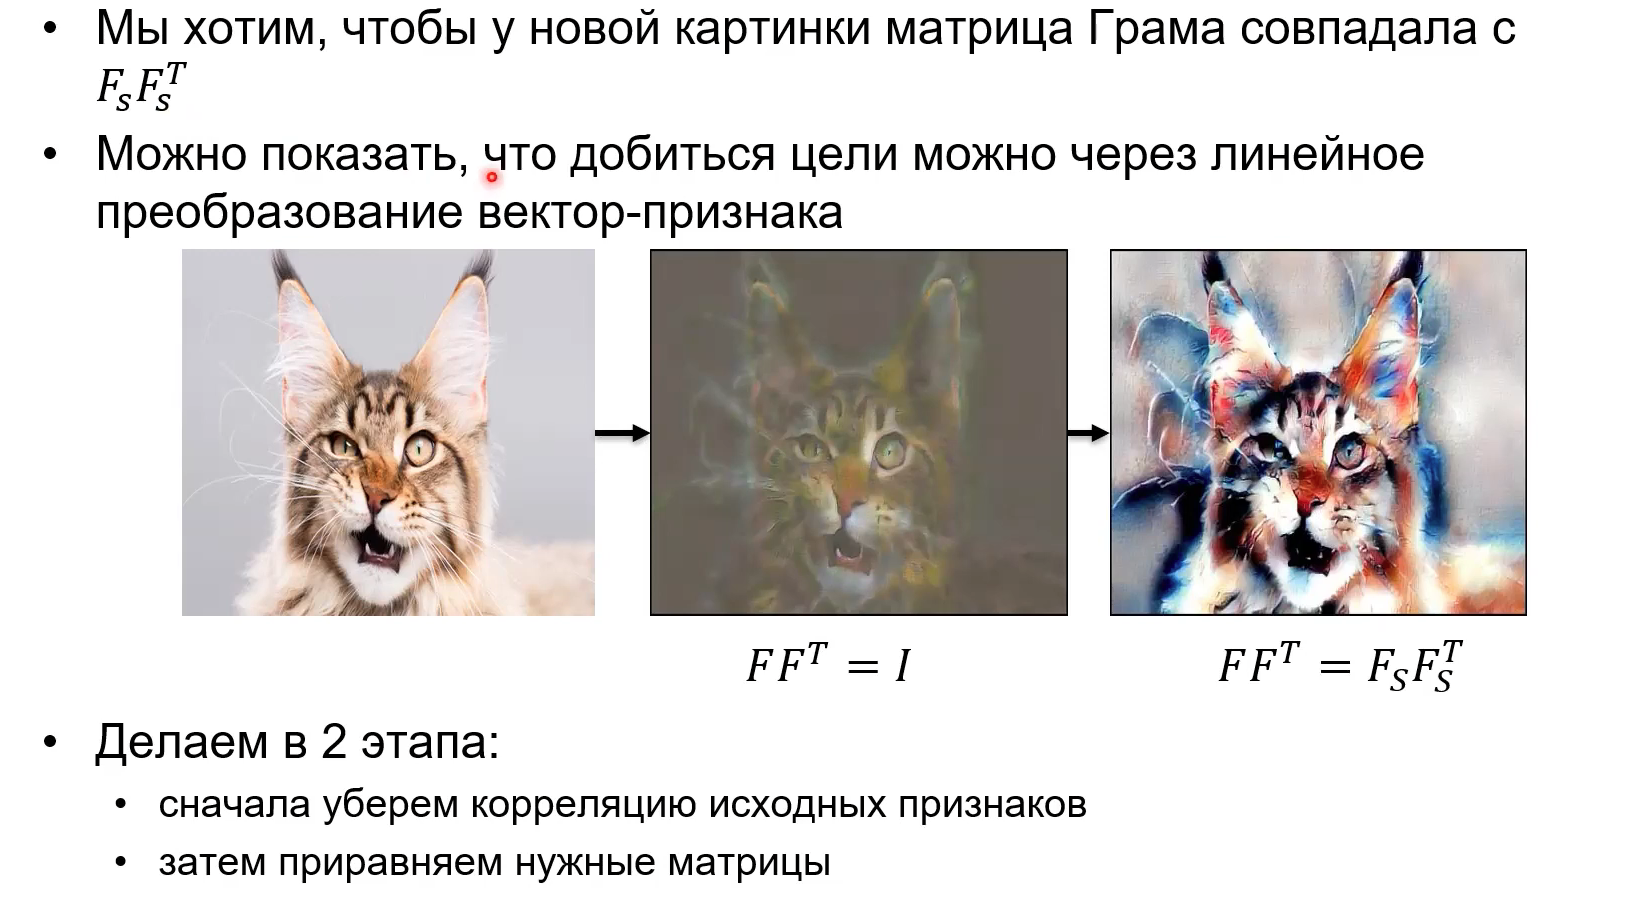 • Мы хотим, чтобы у новой картинки матрица Грама совпадала с
F_s F_s^T
• Можно показать, что добиться цели можно через линейное
преобразование вектор-признака
FF^T = I
FF^T = F_S F_S^T
• Делаем в 2 этапа:
• сначала уберем корреляцию исходных признаков
• затем приравняем нужные матрицы